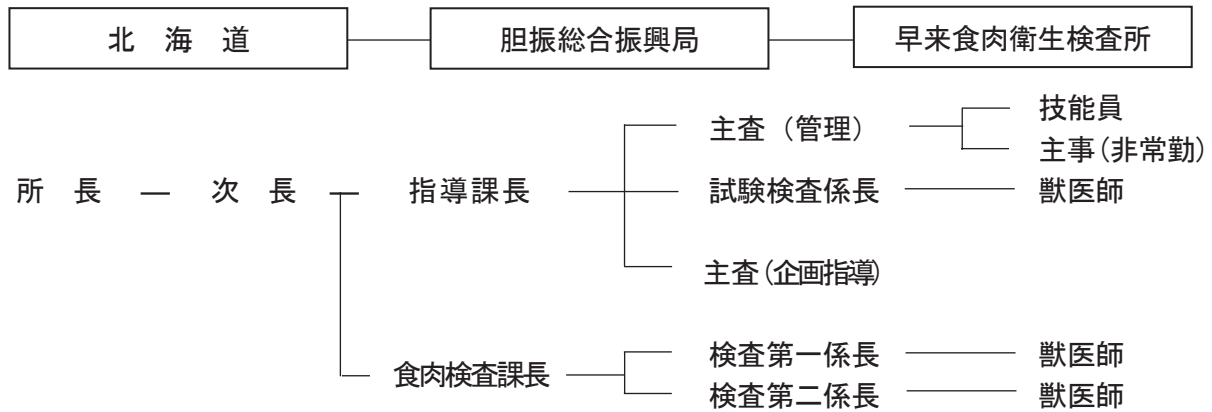 北 海 道 胆振総合振興局 早来食肉衛生検査所
技能員
主査（管理）
主事（非常勤）
所 長 ― 次 長 ― 指導課長 試験検査係長 獣医師
主査（企画指導）
検査第一係長 獣医師
食肉検査課長
検査第二係長 獣医師